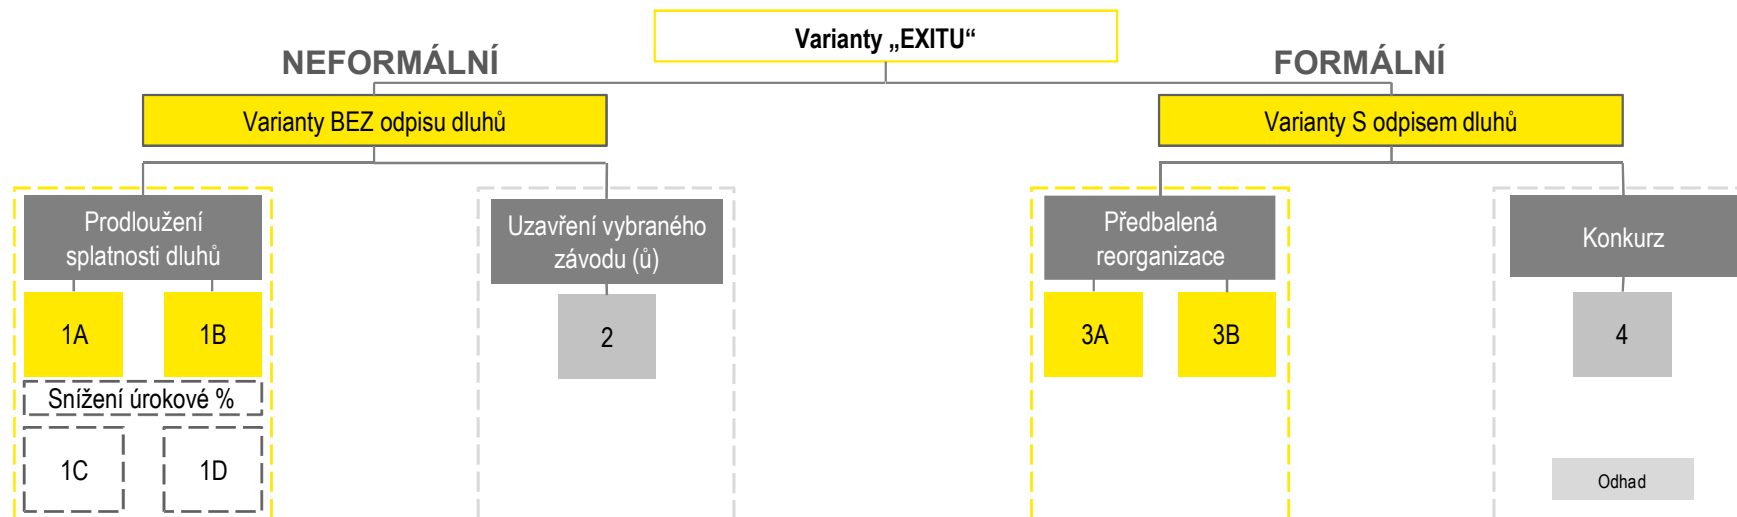 Varianty „EXITU“
NEFORMÁLNÍ
FORMÁLNÍ
Varianty BEZ odpisu dluhů
Varianty S odpisem dluhů
Prodloužení
splatnosti dluhů
Uzavření vybraného
závodu (ů)
Předbalená
reorganizace
Konkurz
1A
1B
2
3A
3B
4
Snížení úrokové %
1C
1D
Odhad